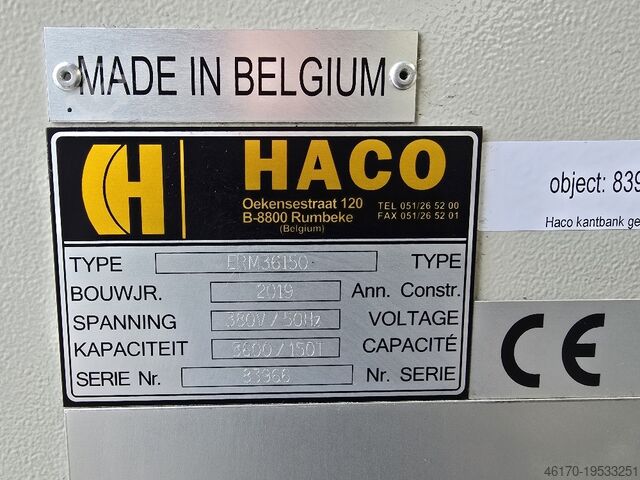 MADE IN BELGIUM
HACO
Oekensestraat 120
B-8800 Rumbeke
(Belgium)
TEL 051/26 52 00
FAX 051/26 52 01
TYPE ERM36150 TYPE
BOUWJR. 2019 Ann. Constr.
SPANNING 380V/50Hz VOLTAGE
KAPACITEIT 3600/150T CAPACITÉ
SERIE Nr. 83966 Nr. SERIE
object: 839
Haco kantbank ge
CE
46170-19533251